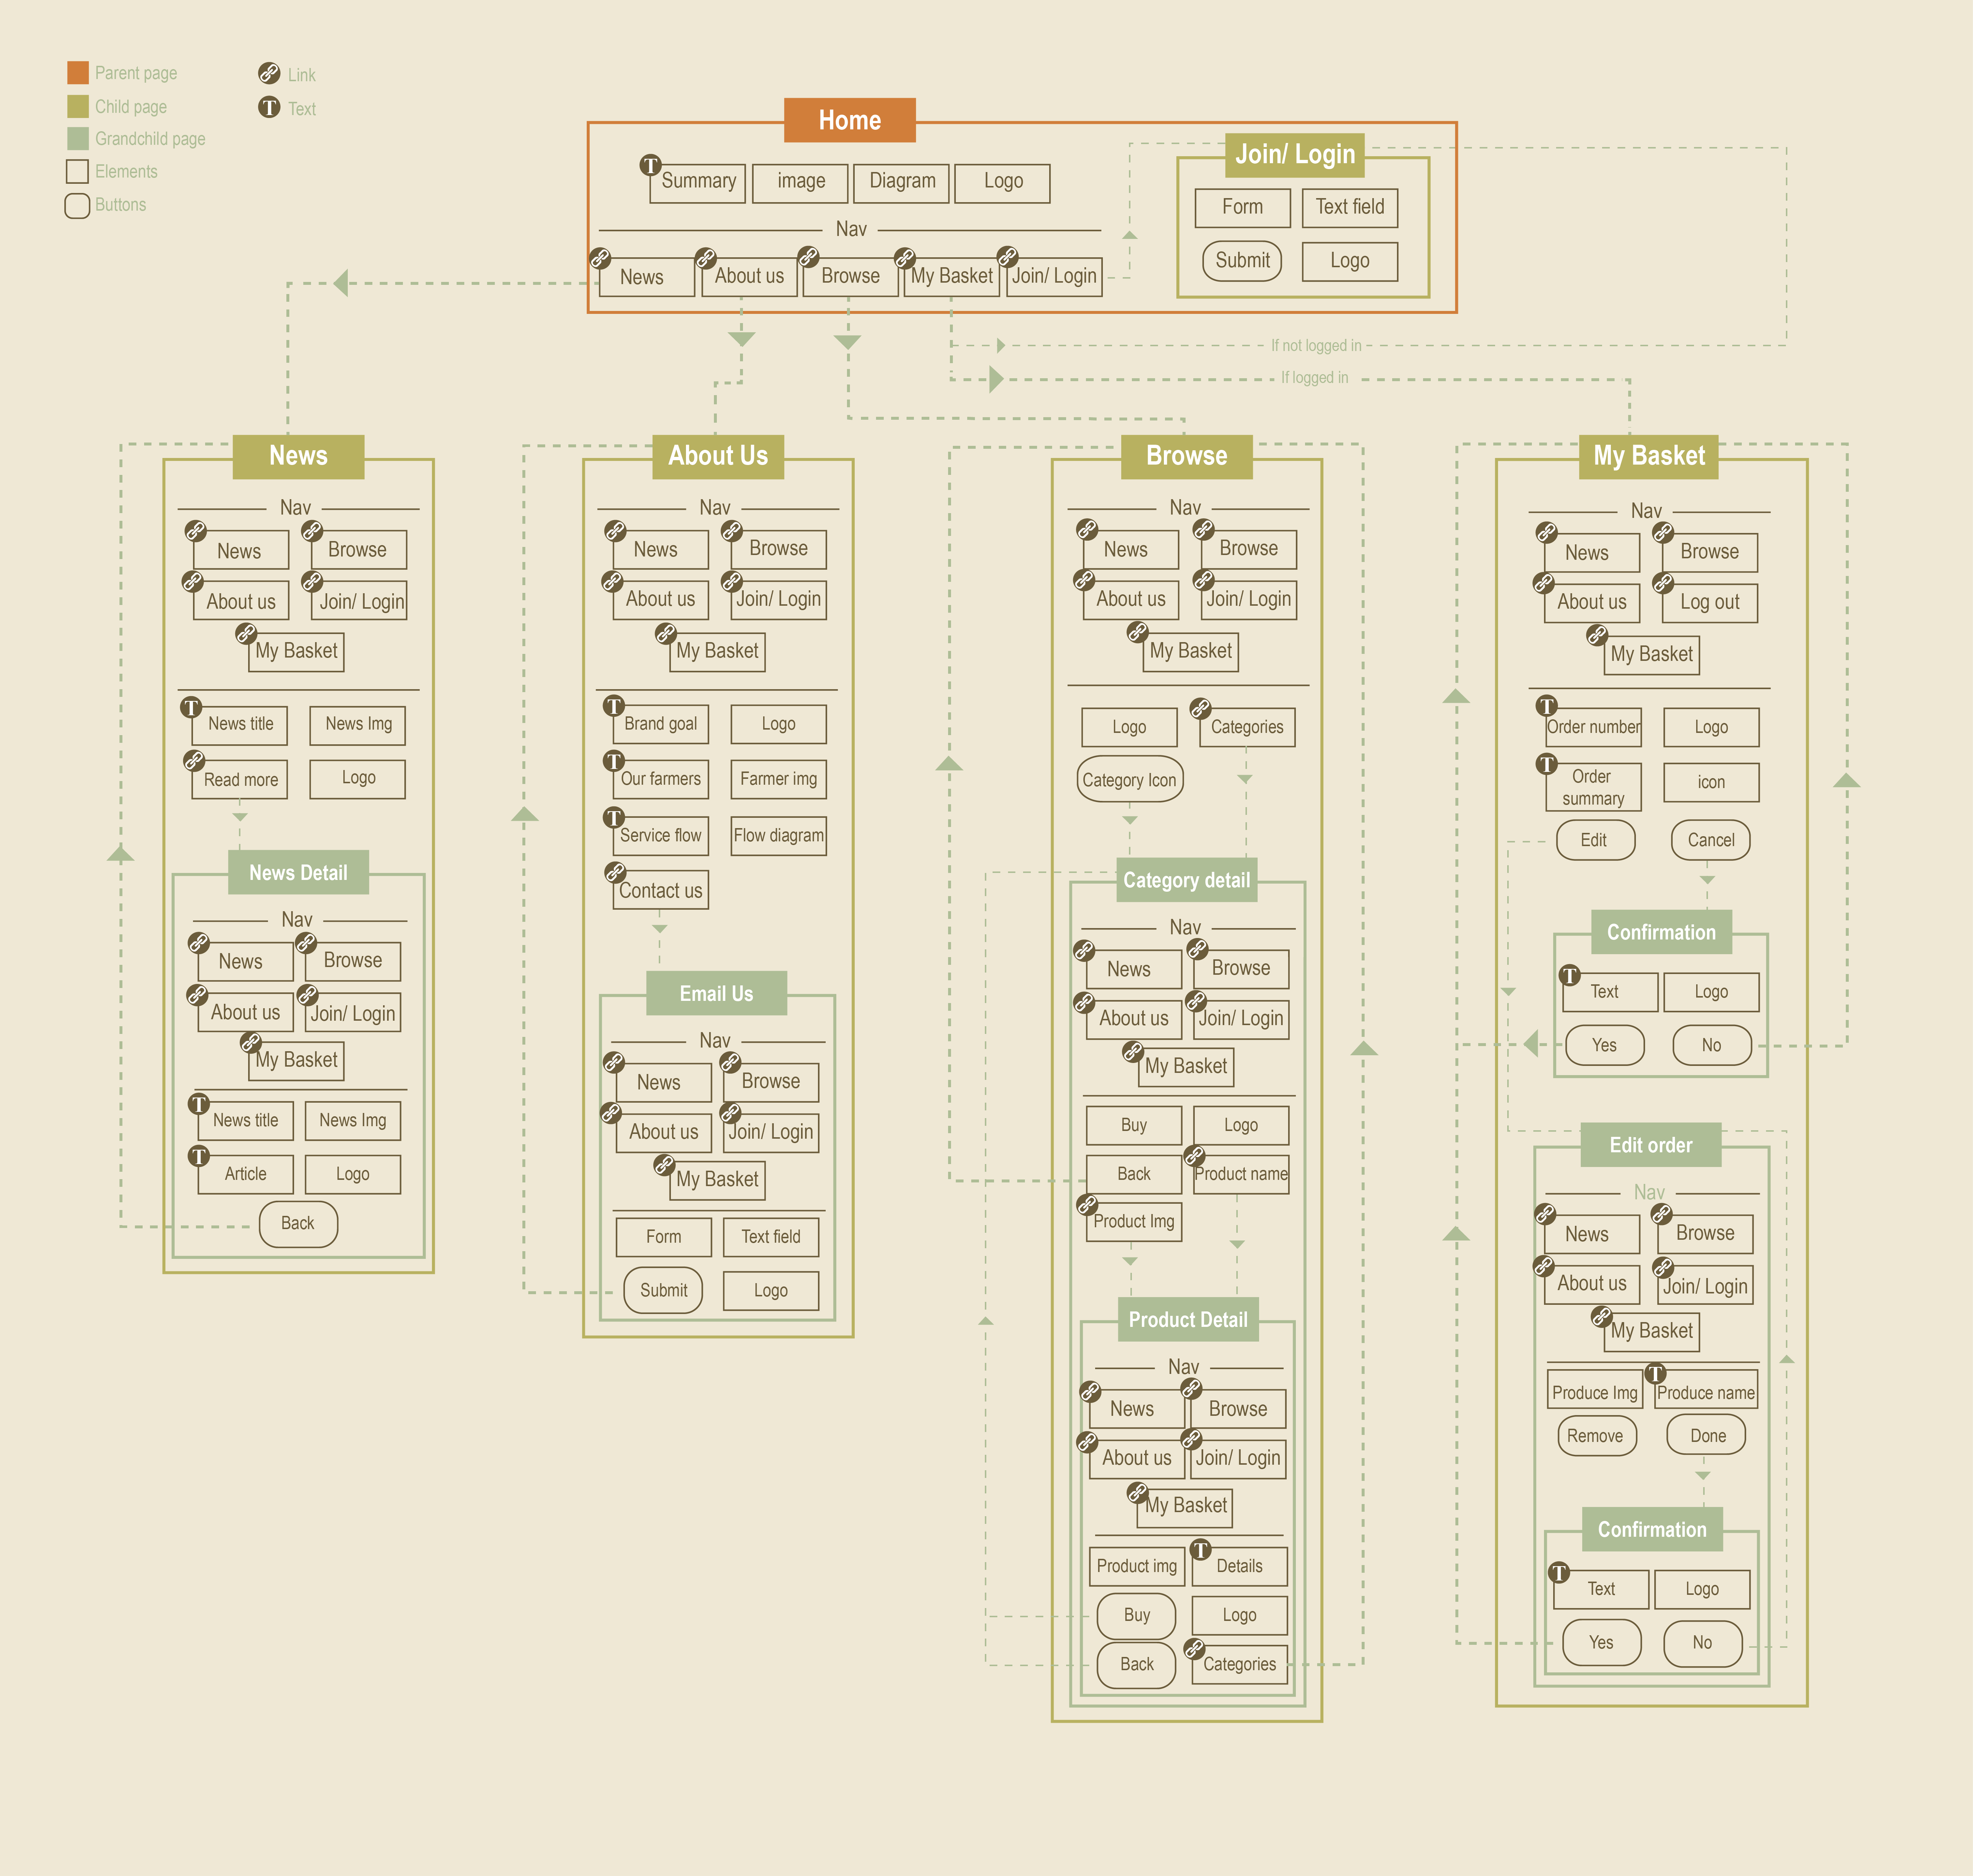 Parent page
Child page
Grandchild page
Elements
Buttons
Link
Text
Home
Summary
image
Diagram
Logo
Nav
News
About us
Browse
My Basket
Join/ Login
Join/ Login
Form
Text field
Submit
Logo
If not logged in
If logged in
News
Nav
News
Browse
About us
Join/ Login
My Basket
T
News title
News Img
Read more
Logo
News Detail
Nav
News
Browse
About us
Join/ Login
My Basket
News title
News Img
Article
Logo
Back
About Us
Nav
News
Browse
About us
Join/ Login
My Basket
Brand goal
Logo
Our farmers
Farmer img
Service flow
Flow diagram
Contact us
Email Us
Nav
News
Browse
About us
Join/ Login
My Basket
Form
Text field
Submit
Logo
Browse
Nav
News
Browse
About us
Join/ Login
My Basket
Logo
Categories
Category Icon
Category detail
Nav
News
Browse
About us
Join/ Login
My Basket
Buy
Logo
Back
Product name
Product Img
Product Detail
Nav
News
Browse
About us
Join/ Login
My Basket
Product img
Details
Buy
Logo
Back
Categories
My Basket
Nav
News
Browse
About us
Log out
My Basket
Order number
Logo
Order
summary
icon
Edit
Cancel
Confirmation
Text
Logo
Yes
No
Edit order
Nav
News
Browse
About us
Join/ Login
My Basket
Produce Img
Produce name
Remove
Done
Confirmation
Text
Logo
Yes
No